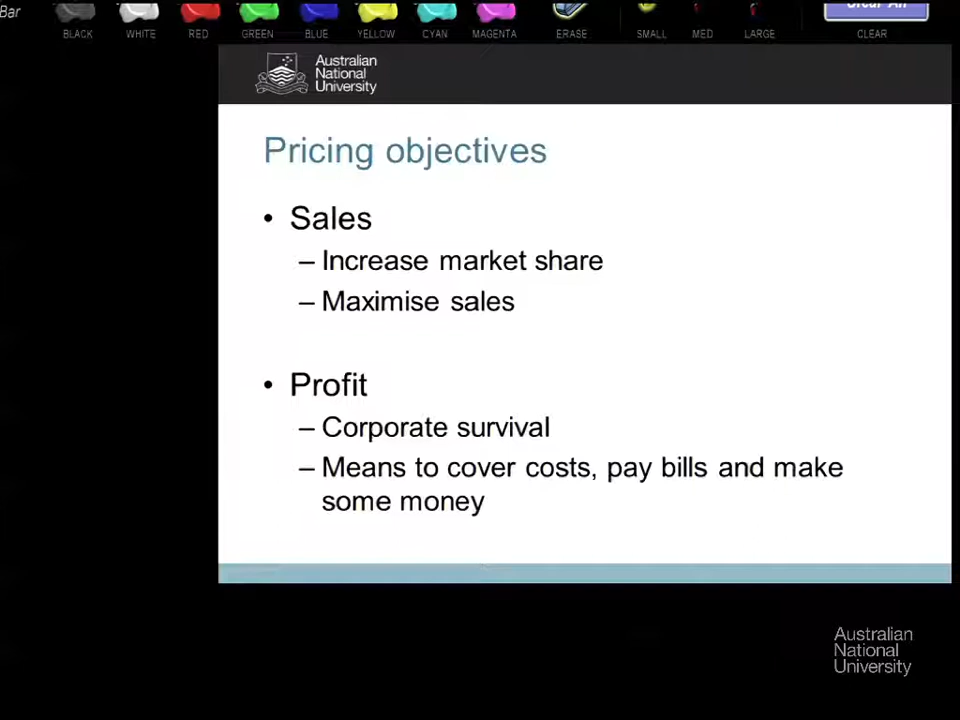 Bar
BLACK WHITE RED GREEN BLUE YELLOW CYAN MAGENTA ERASE SMALL MED LARGE CLEAR
Australian
National
University
Pricing objectives
• Sales
– Increase market share
– Maximise sales
• Profit
– Corporate survival
– Means to cover costs, pay bills and make
some money
Australian
National
University